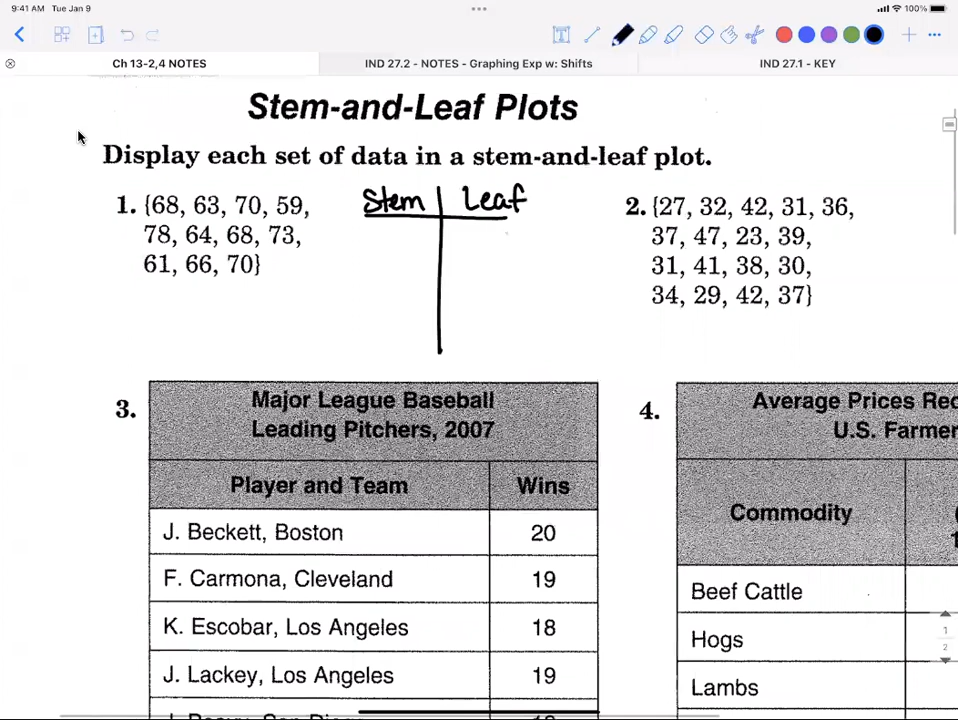 9:41 AM Tue Jan 9
100%
Ch 13-2,4 NOTES
IND 27.2 - NOTES - Graphing Exp w: Shifts
IND 27.1 - KEY
Stem-and-Leaf Plots
Display each set of data in a stem-and-leaf plot.
1. {68, 63, 70, 59,
78, 64, 68, 73,
61, 66, 70}
Stem Leaf
2. {27, 32, 42, 31, 36,
37, 47, 23, 39,
31, 41, 38, 30,
34, 29, 42, 37}
3.
Major League Baseball
Leading Pitchers, 2007
Player and Team Wins
J. Beckett, Boston 20
F. Carmona, Cleveland 19
K. Escobar, Los Angeles 18
J. Lackey, Los Angeles 19
4.
Average Prices
U.S.
Commodity
Beef Cattle
Hogs
Lambs
1
2